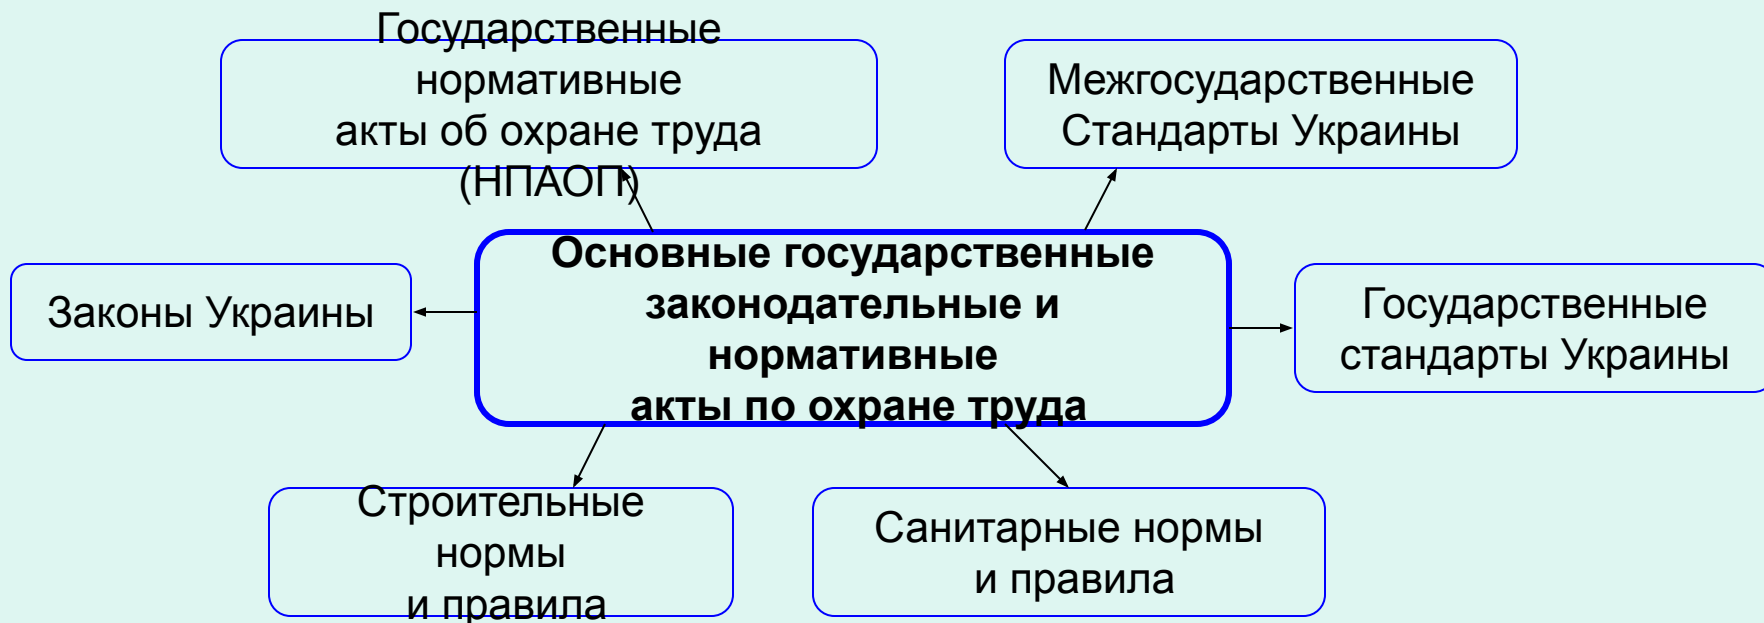 Государственные
нормативные
акты об охране труда
(НПАОП)
Межгосударственные
Стандарты Украины
Законы Украины
Основные государственные
законодательные и
нормативные
акты по охране труда
Государственные
стандарты Украины
Строительные
нормы
и правила
Санитарные нормы
и правила